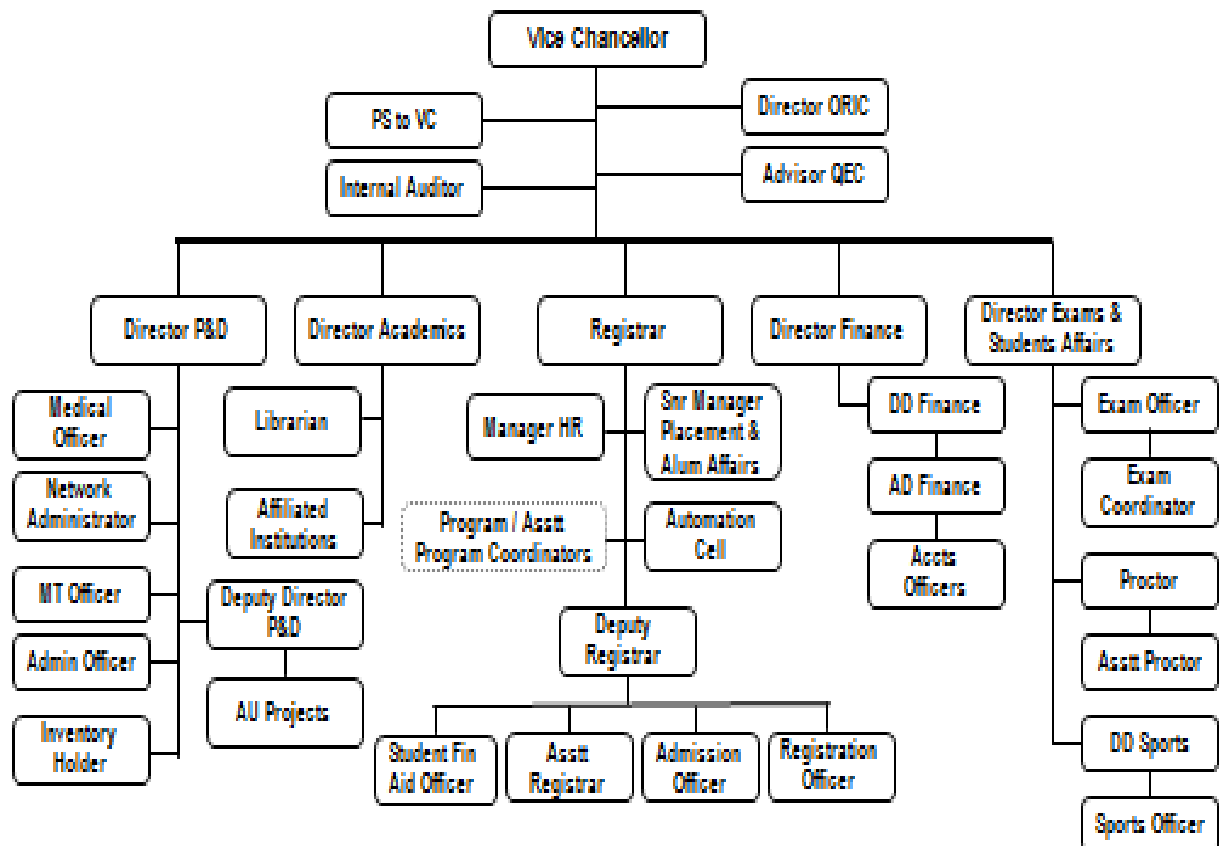 Vice Chancellor
PS to VC
Director ORIC
Internal Auditor
Advisor QEC
Director P&D
Director Academics
Registrar
Director Finance
Director Exams &
Students Affairs
Medical
Officer
Network
Administrator
MT Officer
Admin Officer
Inventory
Holder
Deputy Director
P&D
AU Projects
Librarian
Affiliated
Institutions
Manager HR
Snr Manager
Placement &
Alum Affairs
Program / Asstt
Program Coordinators
Automation
Cell
Deputy
Registrar
Student Fin
Aid Officer
Asstt
Registrar
Admission
Officer
Registration
Officer
DD Finance
AD Finance
Accts
Officers
Exam Officer
Exam
Coordinator
Proctor
Asstt Proctor
DD Sports
Sports Officer